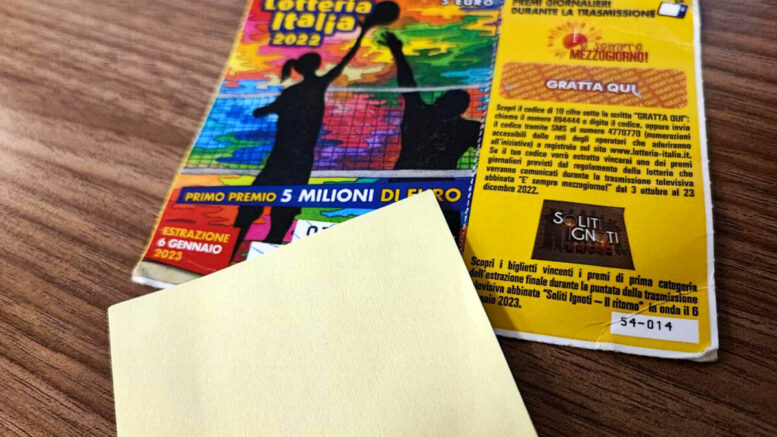 Lotteria
Italia
2022
5 EURO
PRIMO PREMIO 5 MILIONI DI EURO
ESTRAZIONE
6 GENNAIO
2023
PREMI GIORNALIERI
DURANTE LA TRASMISSIONE
È sempre
MEZZOGIORNO!
GRATTA QUI
Scopri il codice di 10 cifre sotto la scritta "GRATTA QUI":
chiama il numero 894444 o digita il codice, oppure invia
il codice tramite SMS al numero 4770770 (numerazioni
accessibili dalle reti degli operatori che aderiranno
all'iniziativa) o registralo sul sito www.lotteria-italia.it.
Se il tuo codice verrà estratto vincerai uno dei premi
giornalieri previsti dal regolamento della lotteria che
verranno comunicati durante la trasmissione televisiva
abbinata "E' sempre mezzogiorno!" dal 3 ottobre al 23
dicembre 2022.
SOLITI
IGNOTI
Scopri i biglietti vincenti i premi di prima categoria
dell'estrazione finale durante la puntata della trasmissione
televisiva abbinata "Soliti Ignoti – Il ritorno" in onda il 6
2023.
54-014